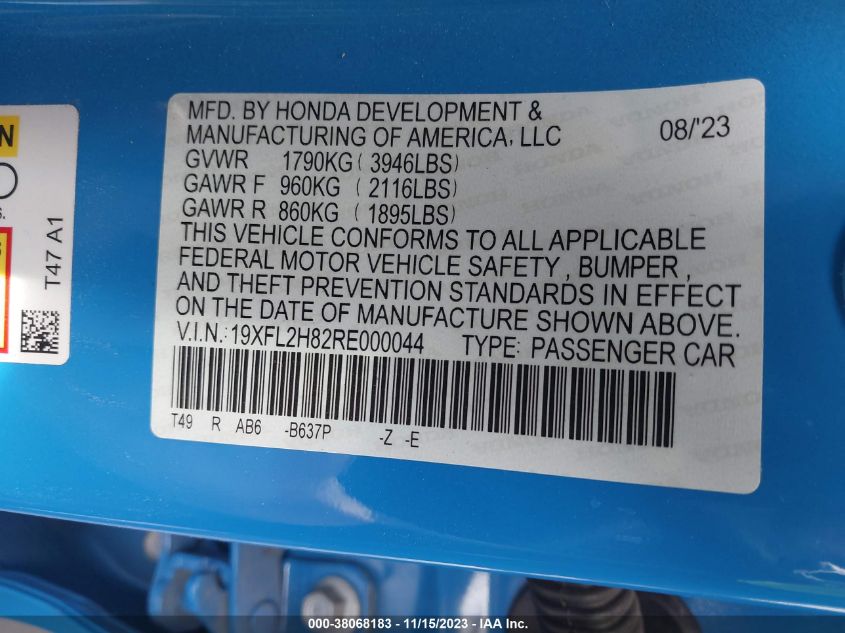 MFD. BY HONDA DEVELOPMENT &
MANUFACTURING OF AMERICA, LLC 08/'23
GVWR 1790KG ( 3946LBS)
GAWR F 960KG ( 2116LBS)
GAWR R 860KG ( 1895LBS)
THIS VEHICLE CONFORMS TO ALL APPLICABLE
FEDERAL MOTOR VEHICLE SAFETY , BUMPER ,
AND THEFT PREVENTION STANDARDS IN EFFECT
ON THE DATE OF MANUFACTURE SHOWN ABOVE.
V.I.N.: 19XFL2H82RE000044 TYPE: PASSENGER CAR
T49 R AB6 -B637P -Z -E
T47 A1
000-38068183 - 11/15/2023 - IAAI.com